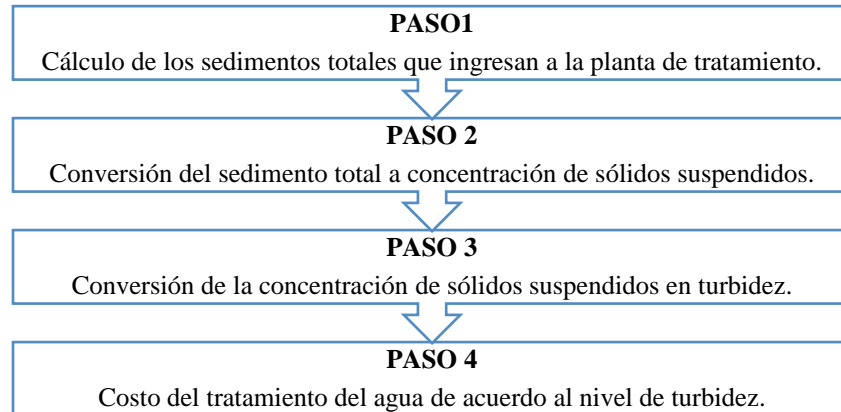 PASO1
Cálculo de los sedimentos totales que ingresan a la planta de tratamiento.
PASO 2
Conversión del sedimento total a concentración de sólidos suspendidos.
PASO 3
Conversión de la concentración de sólidos suspendidos en turbidez.
PASO 4
Costo del tratamiento del agua de acuerdo al nivel de turbidez.